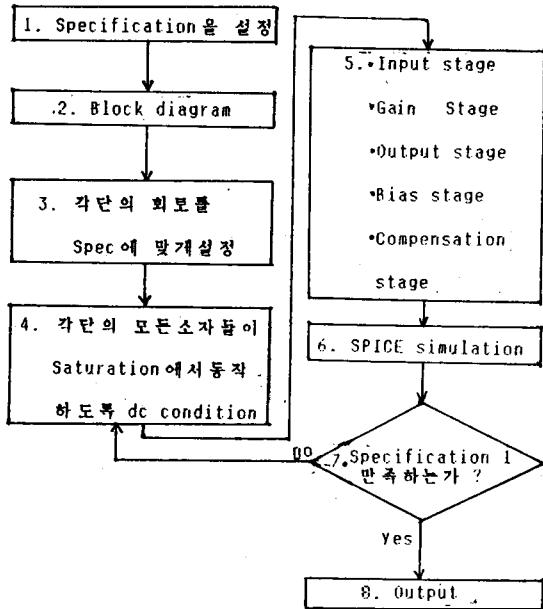 1. Specification을 설정
2. Block diagram
3. 각단의 회로를
Spec에 맞개설정
4. 각단의 모든소자들이
Saturation에서동작
하도록 dc condition
5. •Input stage
•Gain Stage
•Output stage
•Bias stage
•Compensation
stage
6. SPICE simulation
7. Specification 1
만족하는가 ?
no
Yes
8. Output